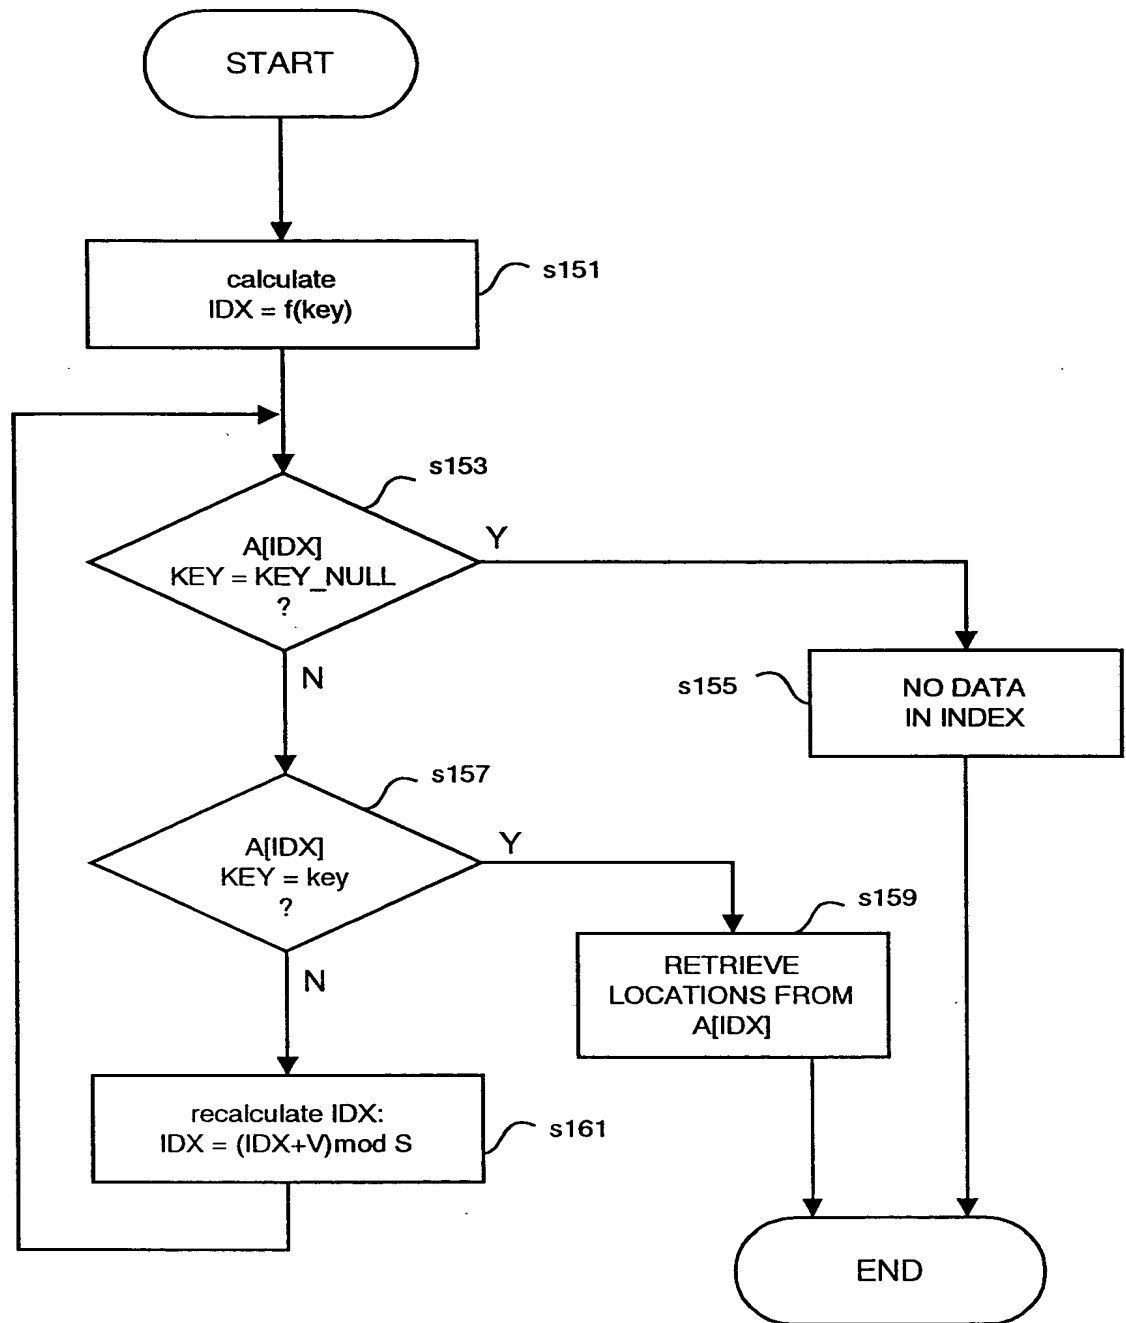 START
calculate
IDX = f(key)
s151
s153
A[IDX]
KEY = KEY_NULL
?
Y
N
s155
NO DATA
IN INDEX
s157
A[IDX]
KEY = key
?
Y
N
s159
RETRIEVE
LOCATIONS FROM
A[IDX]
recalculate IDX:
IDX = (IDX+V)mod S
s161
END